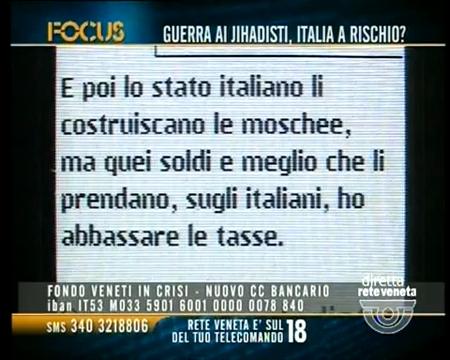 FOCUS
GUERRA AI JIHADISTI, ITALIA A RISCHIO?
E poi lo stato italiano li
costruiscano le moschee,
ma quei soldi e meglio che li
prendano, sugli italiani, ho
abbassare le tasse.
diretta
reteveneta
FONDO VENETI IN CRISI - NUOVO CC BANCARIO
iban IT53 M033 5901 6001 0000 0078 840
SMS 340 3218806
RETE VENETA E' SUL
DEL TUO TELECOMANDO 18